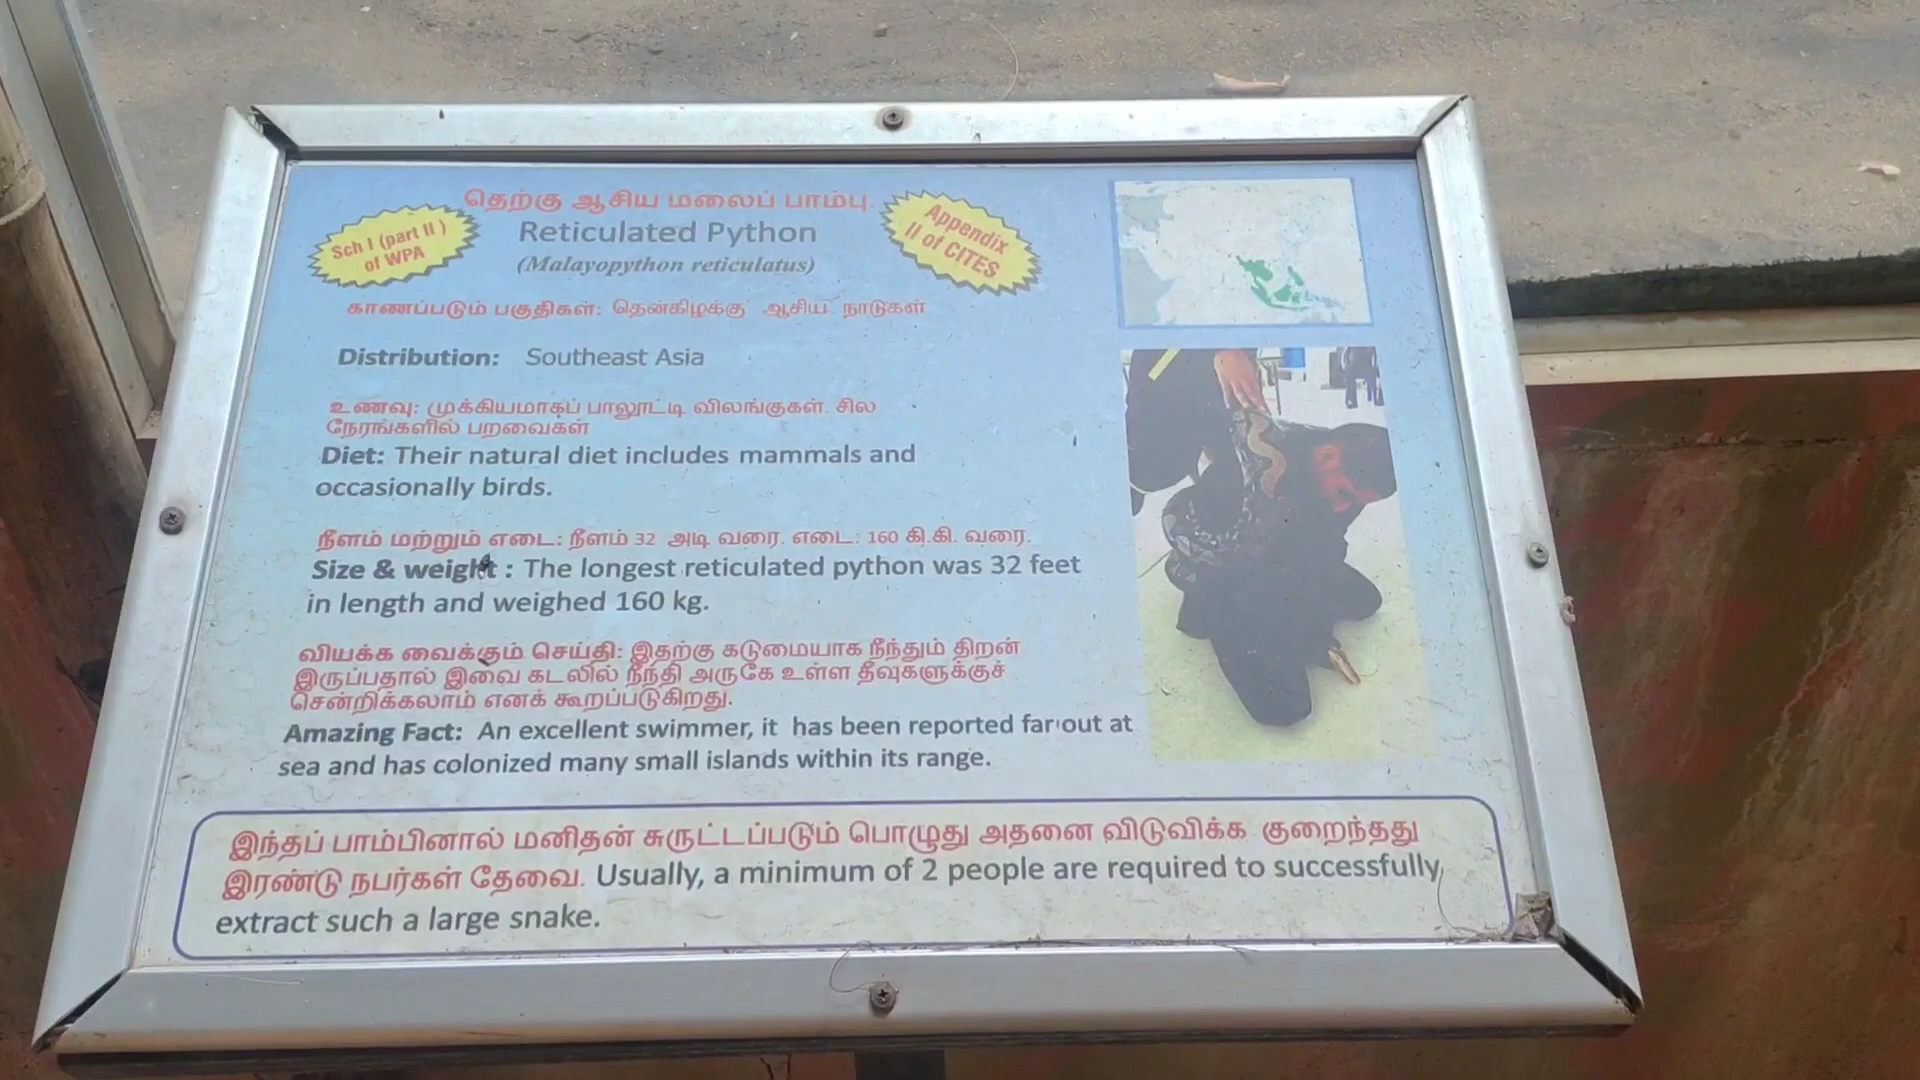 தெற்கு ஆசிய மலைப் பாம்பு
Sch I (part II )
of WPA
Reticulated Python
(Malayopython reticulatus)
Appendix
II of CITES
காணப்படும் பகுதிகள்: தென்கிழக்கு ஆசிய நாடுகள்
Distribution: Southeast Asia
உணவு: முக்கியமாகப் பாலூட்டி விலங்குகள். சில
நேரங்களில் பறவைகள்
Diet: Their natural diet includes mammals and
occasionally birds.
நீளம் மற்றும் எடை: நீளம் 32 அடி வரை. எடை: 160 கி.கி. வரை.
Size & weight : The longest reticulated python was 32 feet
in length and weighed 160 kg.
வியக்க வைக்கும் செய்தி: இதற்கு கடுமையாக நீந்தும் திறன்
இருப்பதால் இவை கடலில் நீந்தி அருகே உள்ள தீவுகளுக்குச்
சென்றிக்கலாம் எனக் கூறப்படுகிறது.
Amazing Fact: An excellent swimmer, it has been reported far out at
sea and has colonized many small islands within its range.
இந்தப் பாம்பினால் மனிதன் சுருட்டப்படும் பொழுது அதனை விடுவிக்க குறைந்தது
இரண்டு நபர்கள் தேவை. Usually, a minimum of 2 people are required to successfully
extract such a large snake.